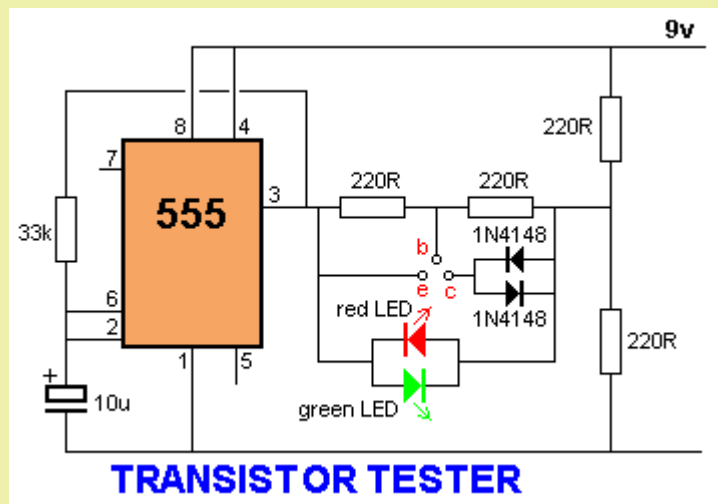 9v
8
4
220R
7
3
220R
220R
555
1N4148
33k
b
e
c
6
red LED
1N4148
2
1
5
220R
+
10u
green LED
TRANSISTOR TESTER